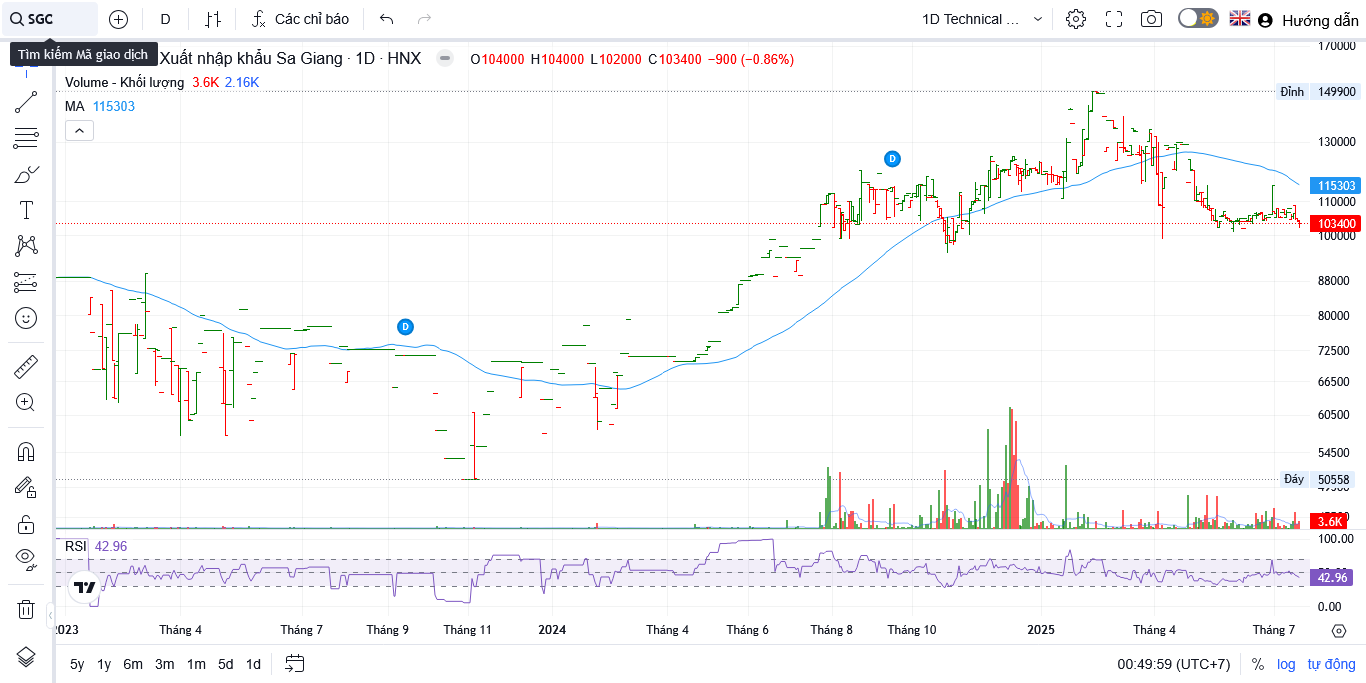 SGC
D
Các chỉ báo
1D Technical ...
Hướng dẫn
Tìm kiếm Mã giao dịch
Xuất nhập khẩu Sa Giang · 1D · HNX
O104000 H104000 L102000 C103400 −900 (−0.86%)
Volume - Khối lượng 3.6K 2.16K
MA 115303
170000
Đỉnh 149900
130000
D
115303
110000
103400
100000
88000
80000
D
72500
66500
60500
54500
Đáy 50558
3.6K
RSI 42.96
100.00
42.96
0.00
2023
Tháng 4
Tháng 7
Tháng 9
Tháng 11
2024
Tháng 4
Tháng 6
Tháng 8
Tháng 10
2025
Tháng 4
Tháng 7
5y 1y 6m 3m 1m 5d 1d
00:49:59 (UTC+7)
% log tự động